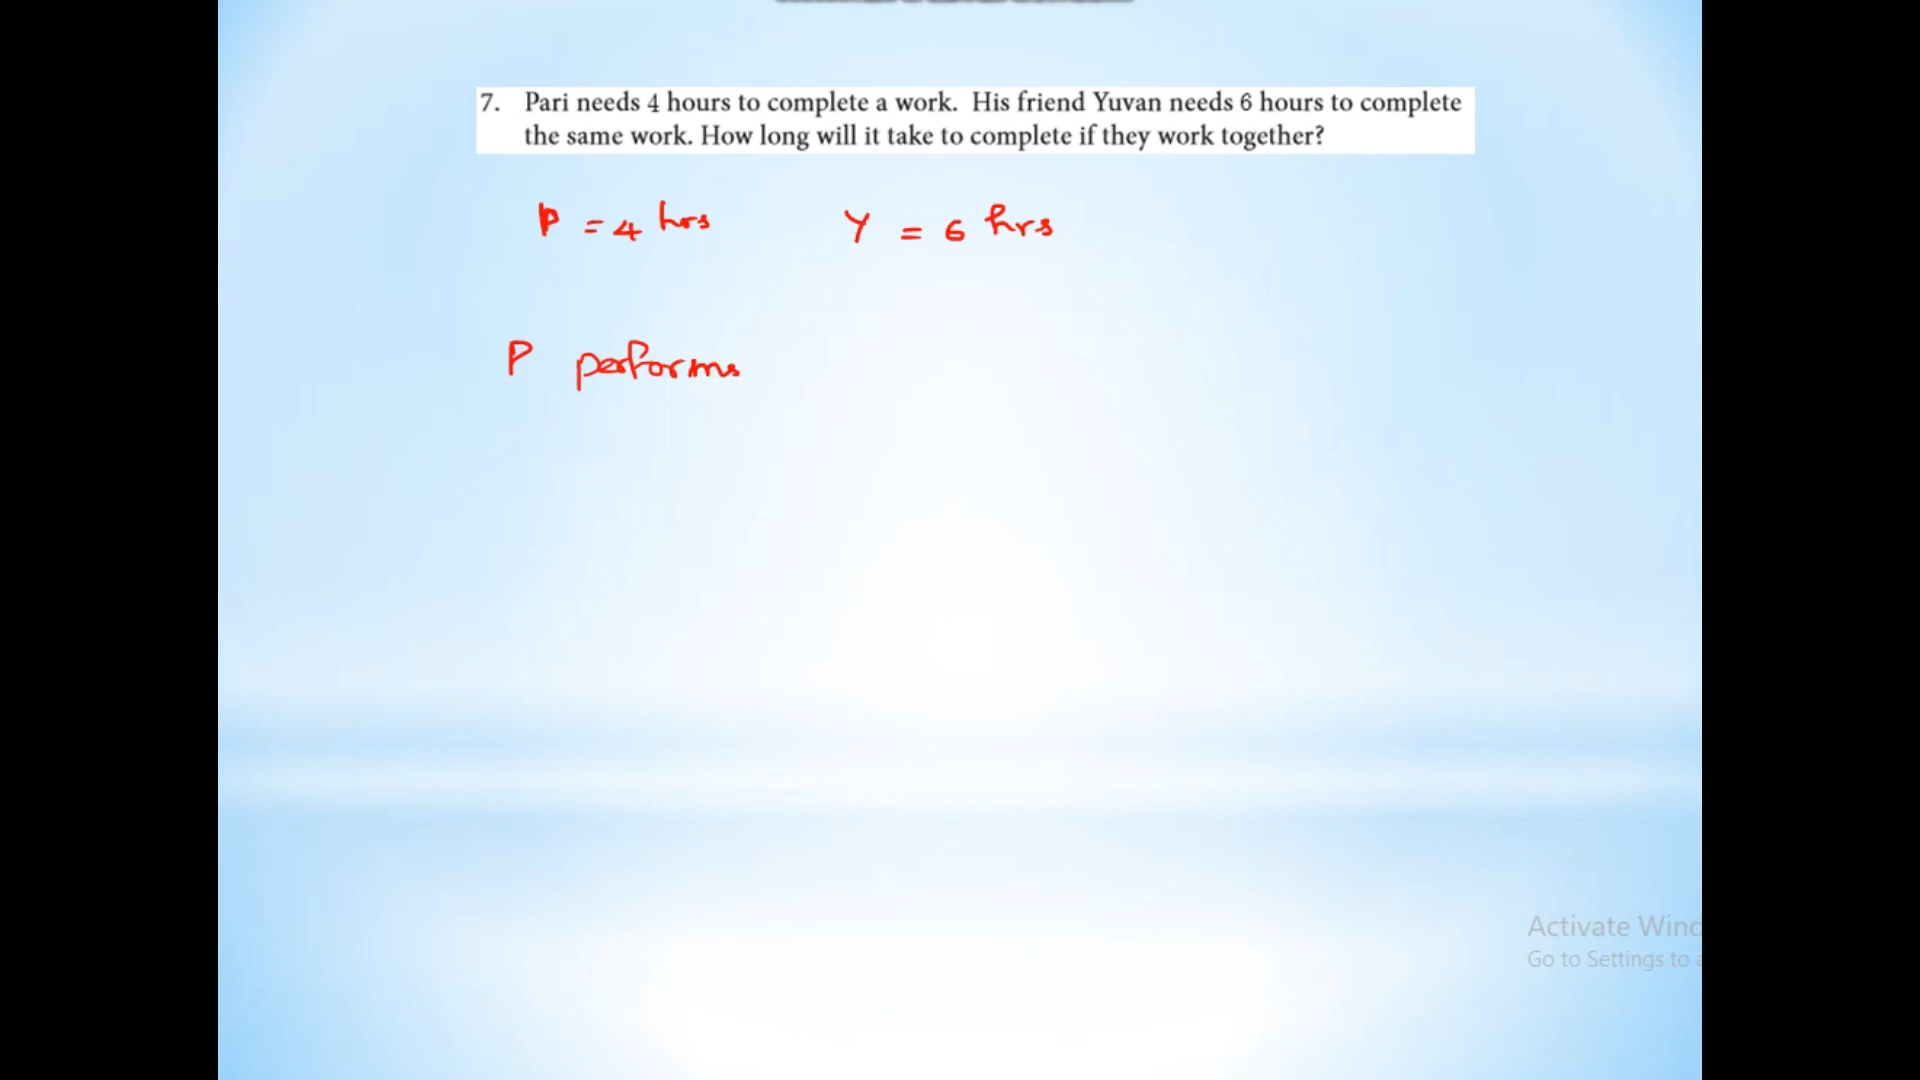 7. Pari needs 4 hours to complete a work. His friend Yuvan needs 6 hours to complete
the same work. How long will it take to complete if they work together?
P = 4 hrs Y = 6 hrs
P performs
Activate Wind
Go to Settings to a